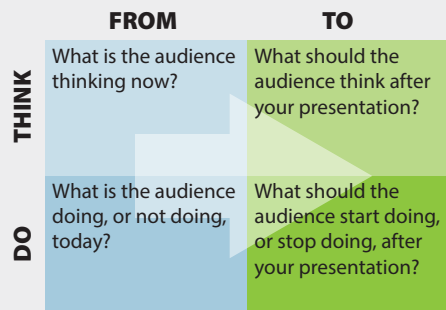 FROM
TO
THINK
What is the audience
thinking now?
What should the
audience think after
your presentation?
DO
What is the audience
doing, or not doing,
today?
What should the
audience start doing,
or stop doing, after
your presentation?